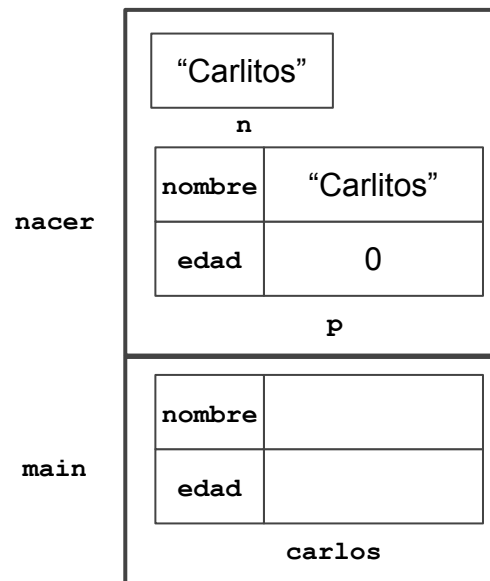 “Carlitos”
n
nombre “Carlitos”
nacer
edad 0
p
nombre
main
edad
carlos